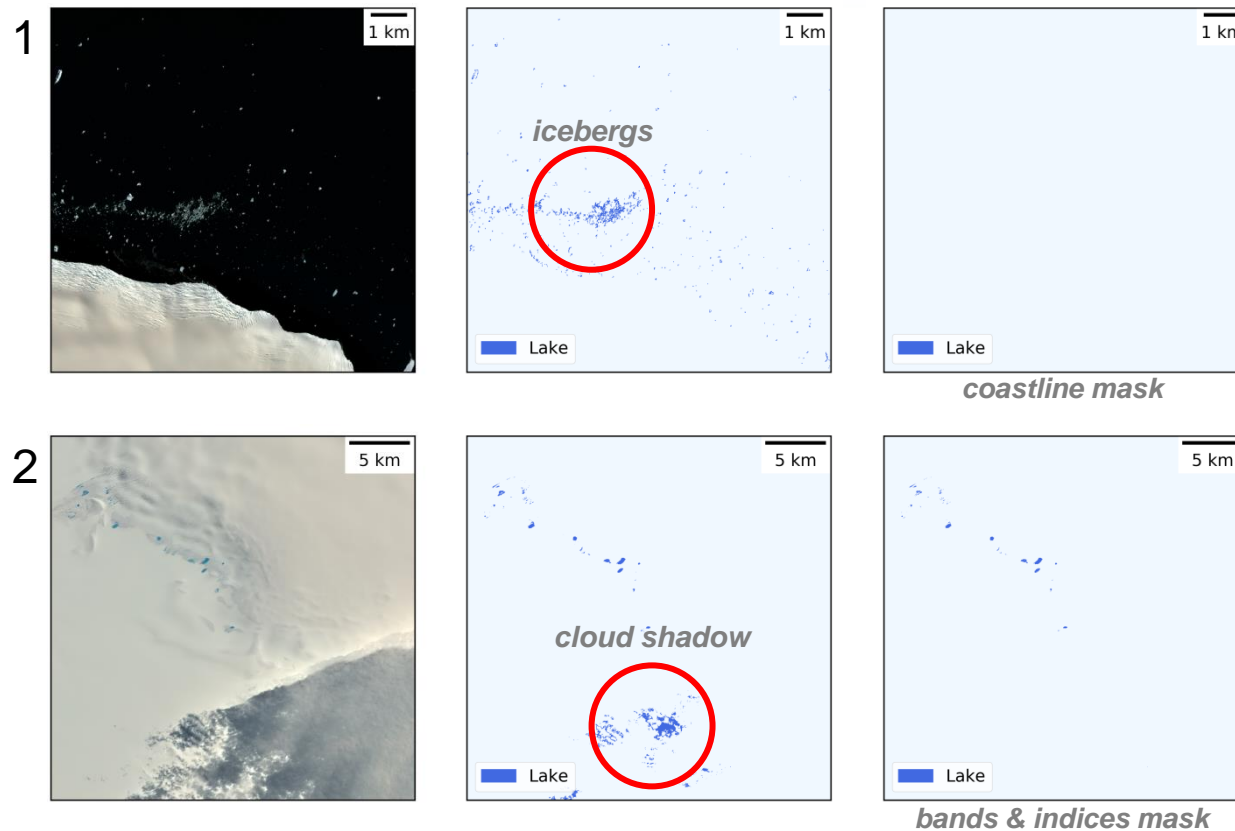 1
1 km
1 km
1 km
icebergs
Lake
Lake
coastline mask
2
5 km
5 km
5 km
cloud shadow
Lake
Lake
bands & indices mask